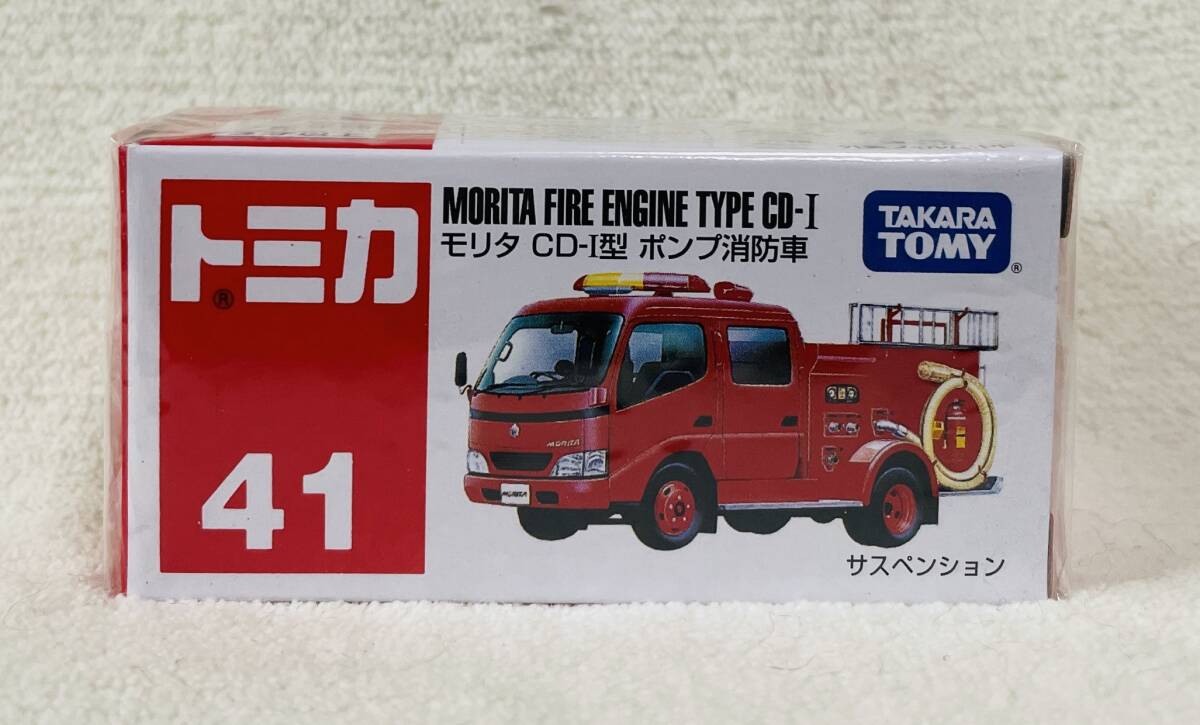 トミカ
®
41
MORITA FIRE ENGINE TYPE CD-I
モリタ CD-I型 ポンプ消防車
TAKARA
TOMY
®
MORITA
MORITA
サスペンション